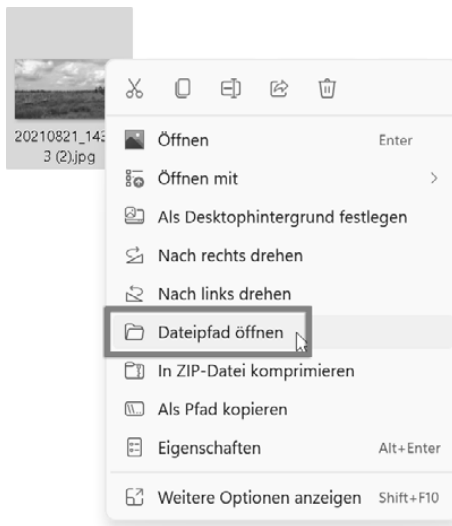 20210821_143
3 (2).jpg
Öffnen Enter
Öffnen mit
Als Desktophintergrund festlegen
Nach rechts drehen
Nach links drehen
Dateipfad öffnen
In ZIP-Datei komprimieren
Als Pfad kopieren
Eigenschaften Alt+Enter
Weitere Optionen anzeigen Shift+F10